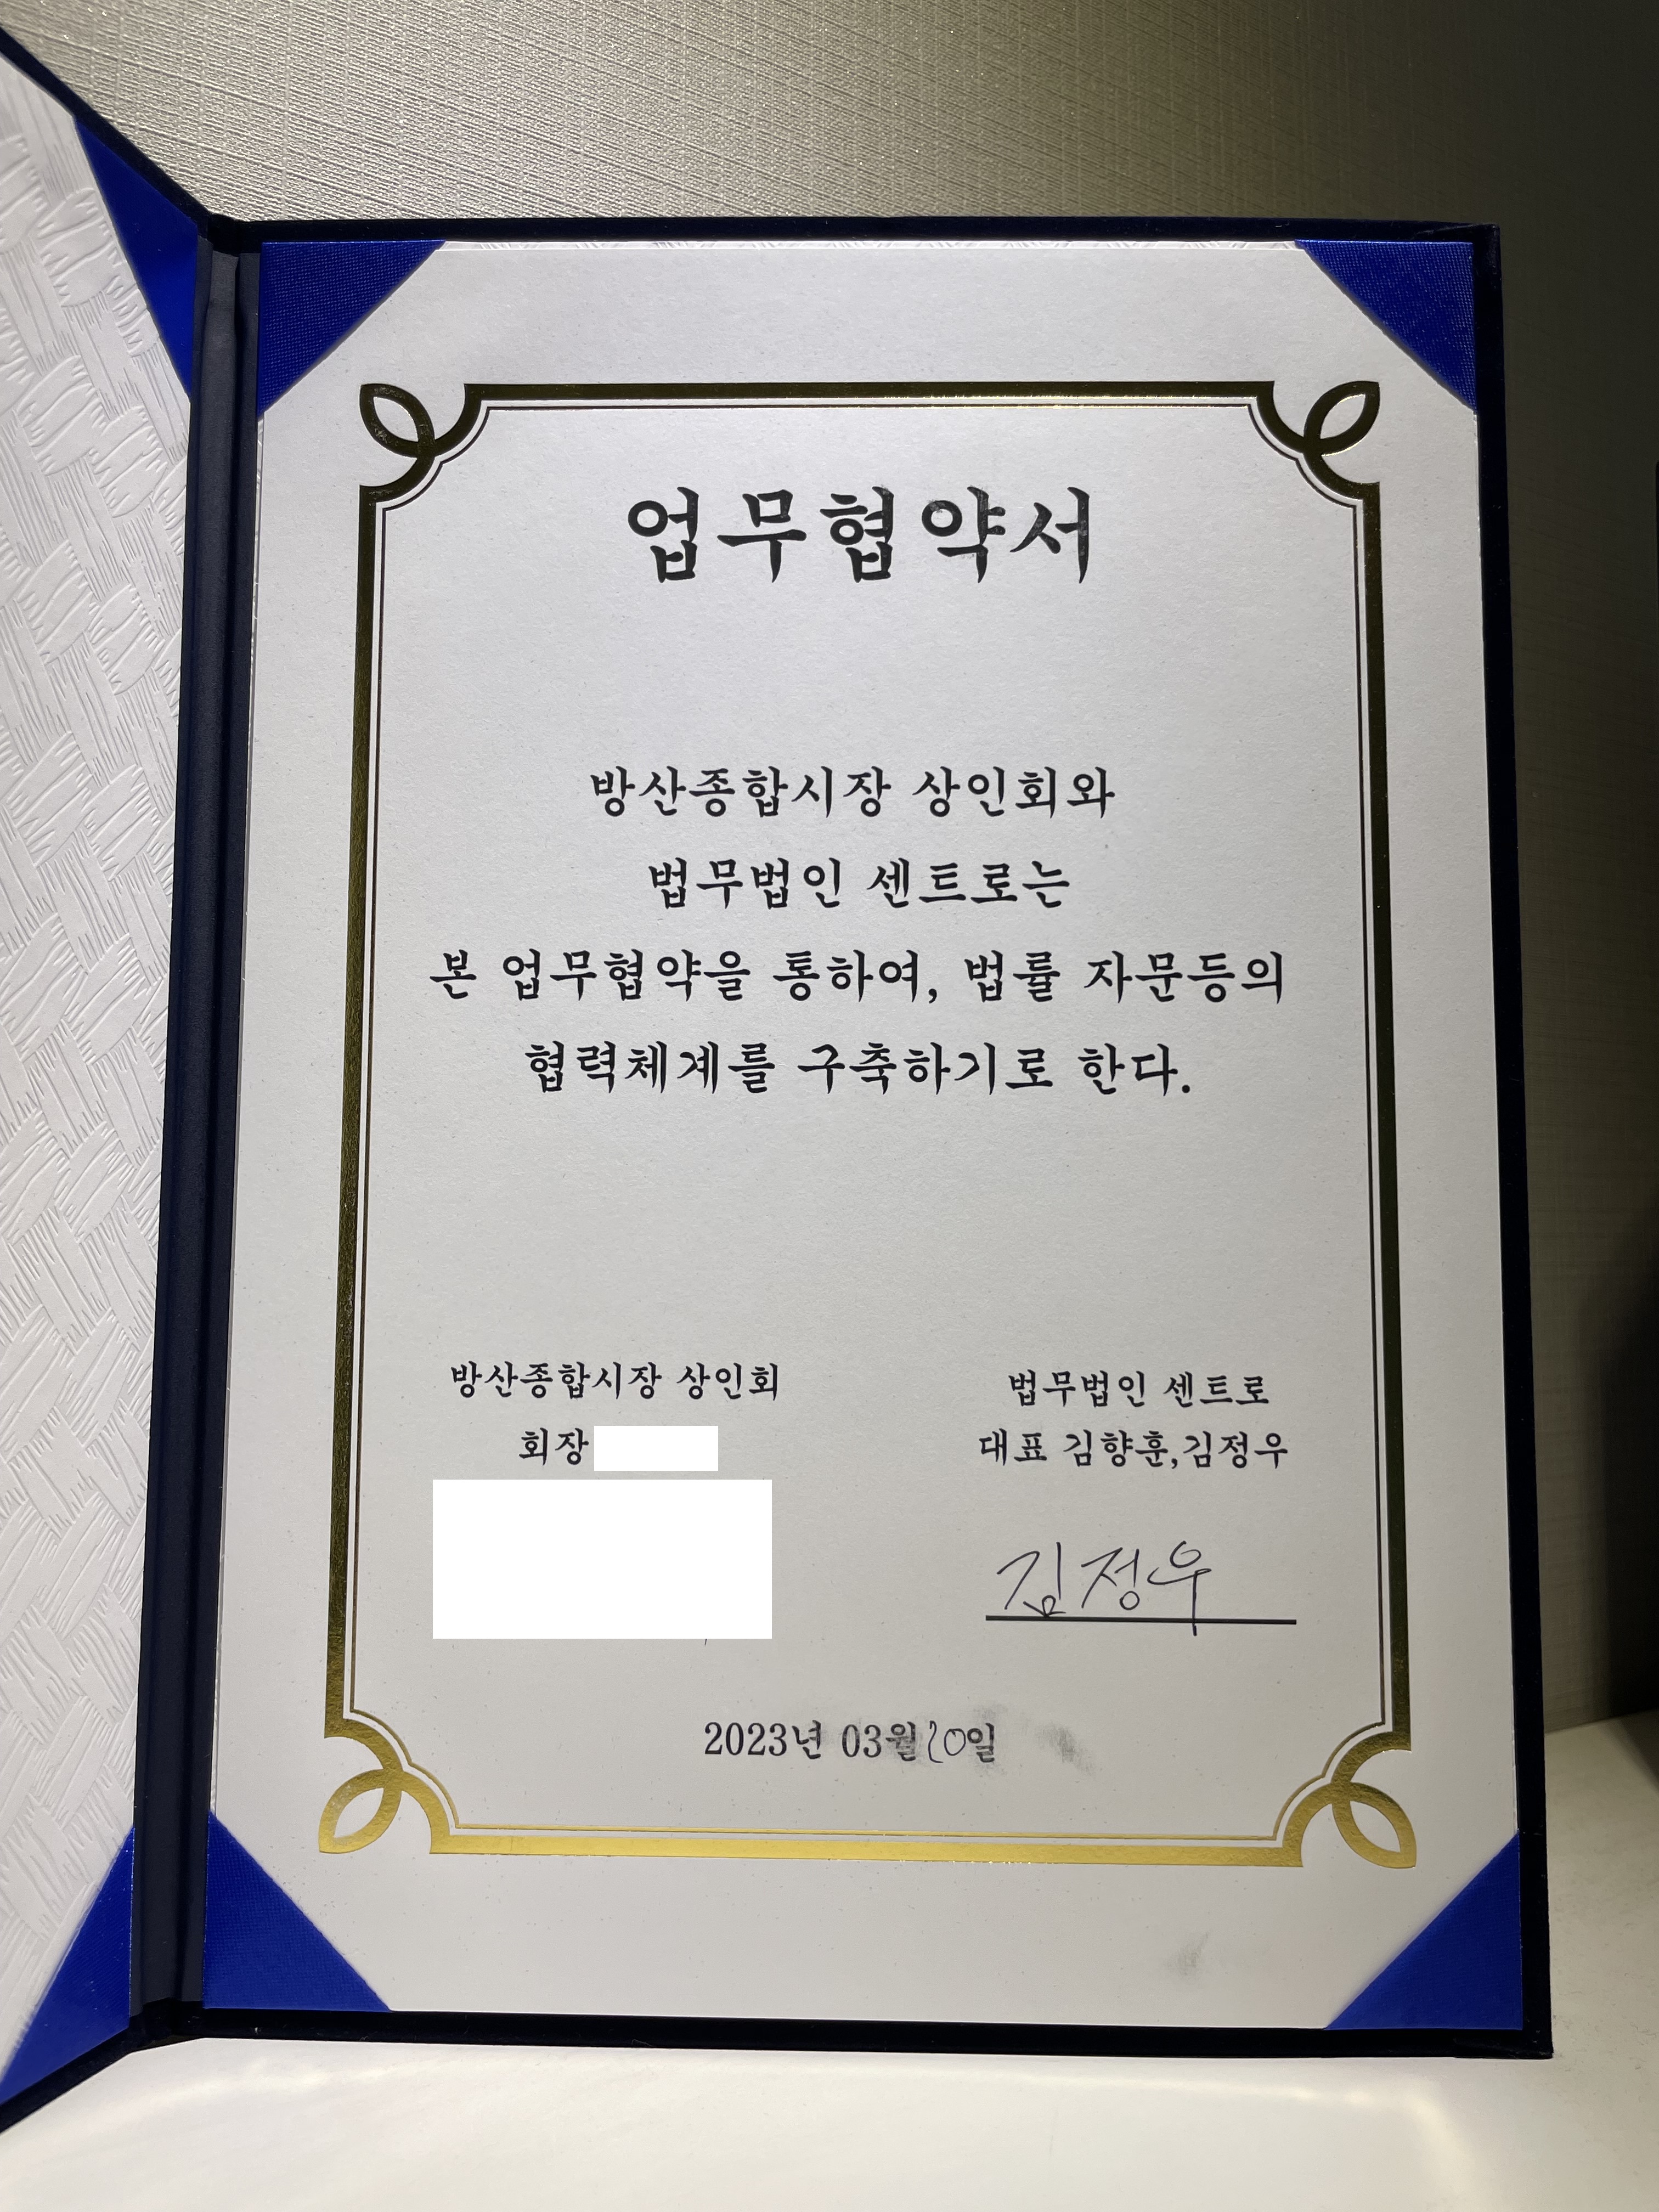 업무협약서
방산종합시장 상인회와
법무법인 센트로는
본 업무협약을 통하여, 법률 자문등의
협력체계를 구축하기로 한다.
방산종합시장 상인회
회장
법무법인 센트로
대표 김향훈,김정우
김정우
2023년 03월 20일